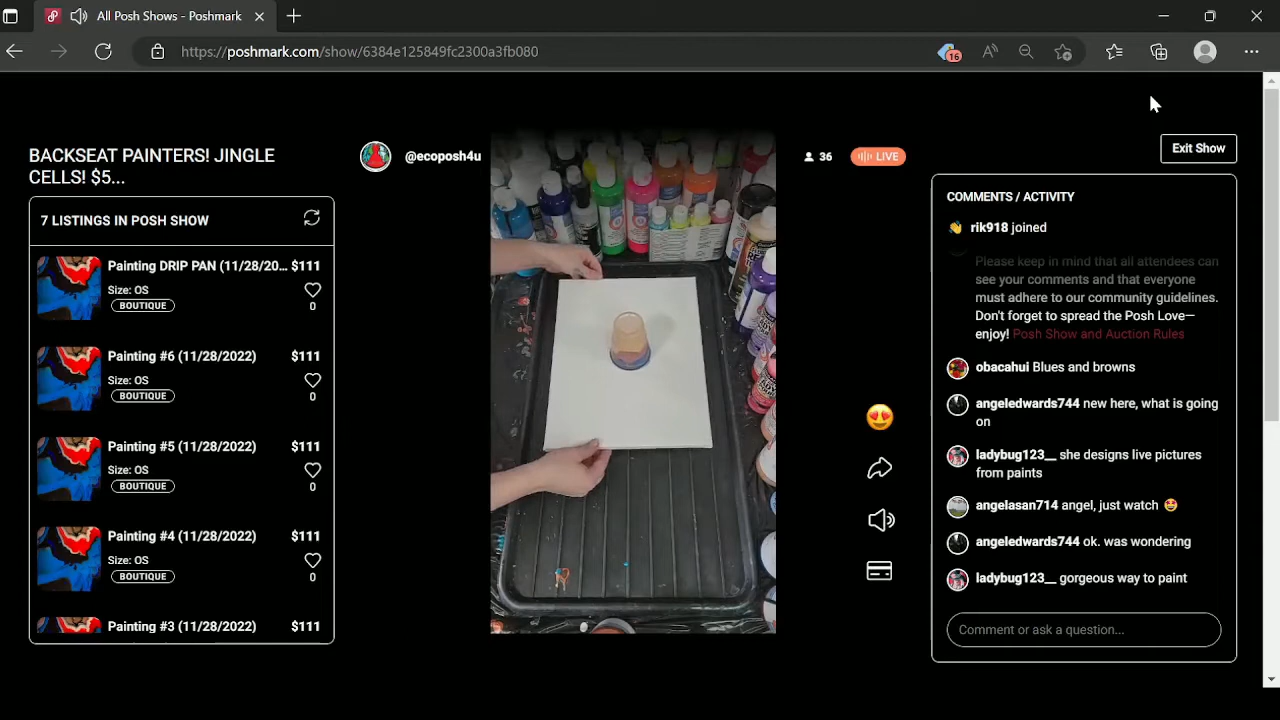 All Posh Shows - Poshmark
https://poshmark.com/show/6384e125849fc2300a3fb080
16
BACKSEAT PAINTERS! JINGLE
CELLS! $5...
@ecoposh4u
36
LIVE
Exit Show
7 LISTINGS IN POSH SHOW
Painting DRIP PAN (11/28/20... $111
Size: OS
BOUTIQUE
0
Painting #6 (11/28/2022) $111
Size: OS
BOUTIQUE
0
Painting #5 (11/28/2022) $111
Size: OS
BOUTIQUE
0
Painting #4 (11/28/2022) $111
Size: OS
BOUTIQUE
0
Painting #3 (11/28/2022) $111
COMMENTS / ACTIVITY
👏 rik918 joined
Please keep in mind that all attendees can
see your comments and that everyone
must adhere to our community guidelines.
Don't forget to spread the Posh Love—
enjoy! Posh Show and Auction Rules
obacahui Blues and browns
angeledwards744 new here, what is going
on
ladybug123__ she designs live pictures
from paints
angelasan714 angel, just watch 🤩
angeledwards744 ok. was wondering
ladybug123__ gorgeous way to paint
Comment or ask a question...